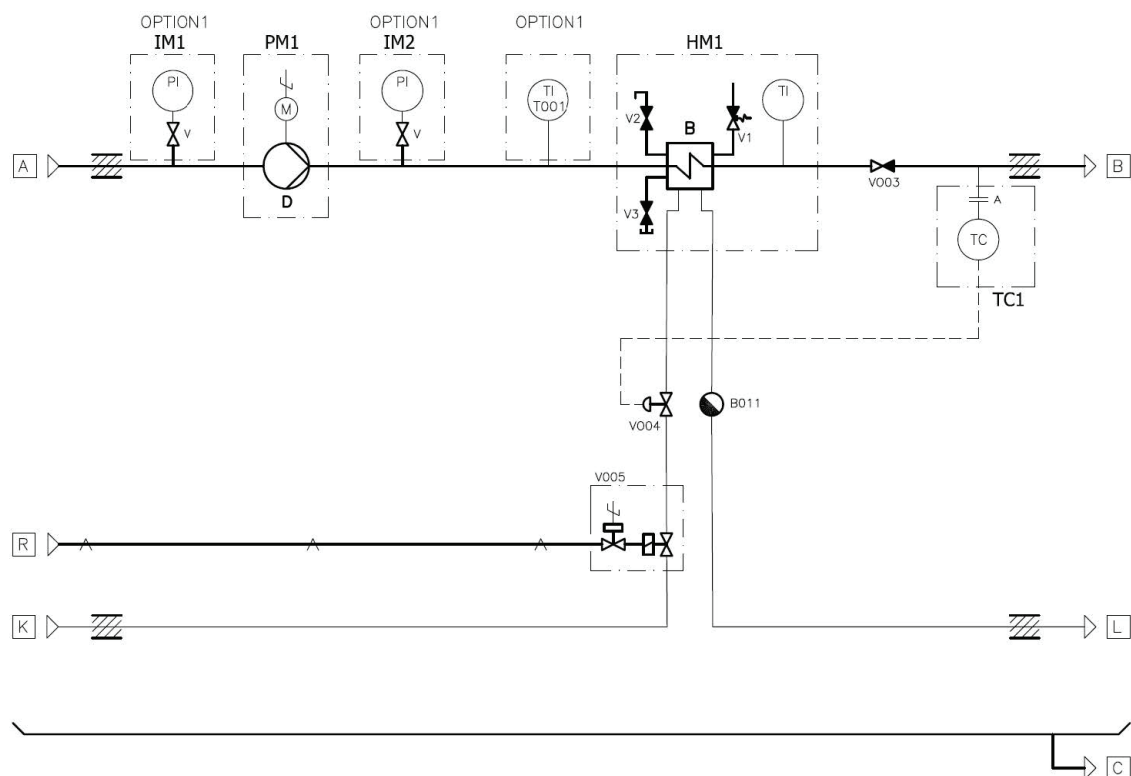 OPTION1
IM1
PM1
OPTION1
IM2
OPTION1
HM1
PI
V
M
D
PI
V
TI
T001
V2
V1
B
V3
TI
A
V003
B
A
TC
TC1
V004
B011
V005
R
K
L
C